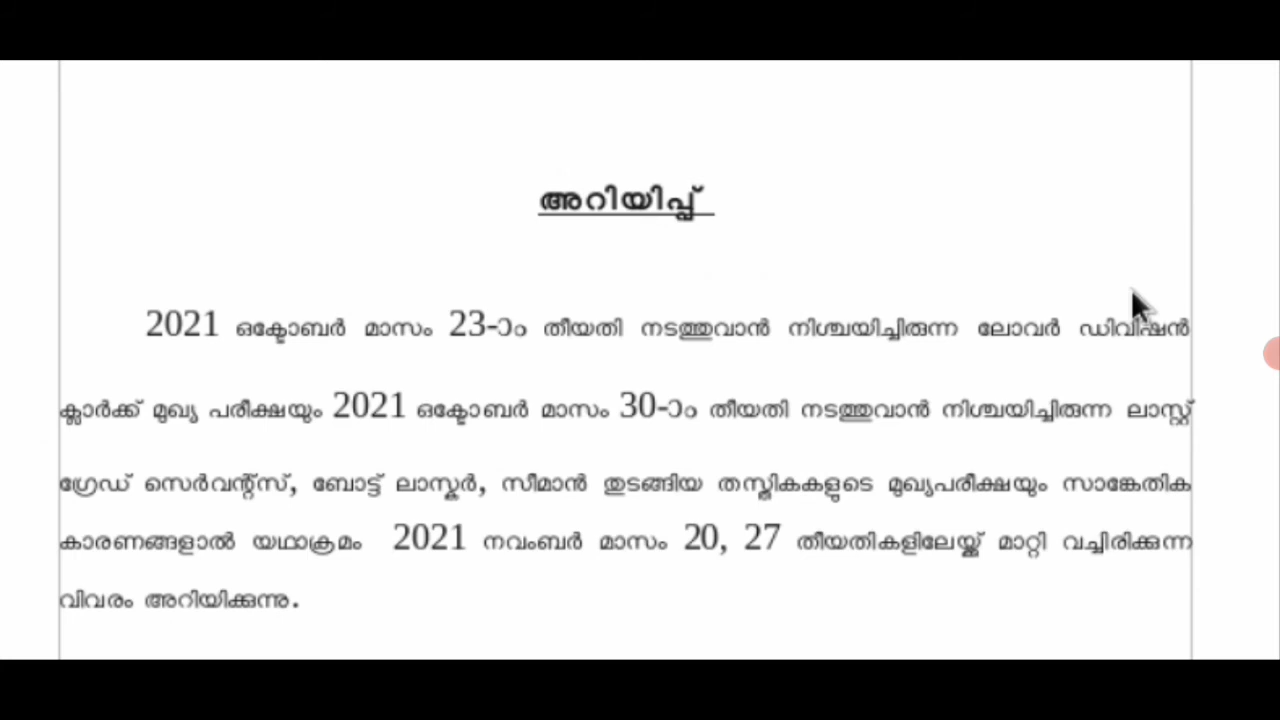 അറിയിപ്പ്
2021 ഒക്ടോബർ മാസം 23-ാം തീയതി നടത്തുവാൻ നിശ്ചയിച്ചിരുന്ന ലോവർ ഡിവിഷൻ
ക്ലാർക്ക് മുഖ്യ പരീക്ഷയും 2021 ഒക്ടോബർ മാസം 30-ാം തീയതി നടത്തുവാൻ നിശ്ചയിച്ചിരുന്ന ലാസ്റ്റ്
ഗ്രേഡ് സെർവന്റ്സ്, ബോട്ട് ലാസ്കർ, സീമാൻ തുടങ്ങിയ തസ്തികകളുടെ മുഖ്യപരീക്ഷയും സാങ്കേതിക
കാരണങ്ങളാൽ യഥാക്രമം 2021 നവംബർ മാസം 20, 27 തീയതികളിലേയ്ക്ക് മാറ്റി വച്ചിരിക്കുന്ന
വിവരം അറിയിക്കുന്നു.